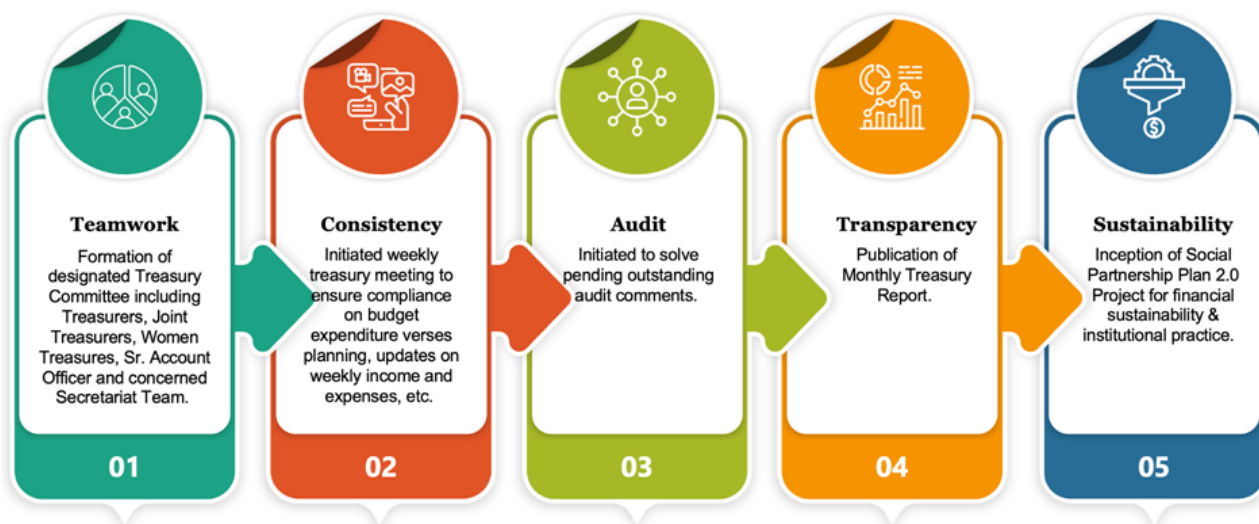 Teamwork
Formation of
designated Treasury
Committee including
Treasurers, Joint
Treasurers, Women
Treasures, Sr. Account
Officer and concerned
Secretariat Team.
01
Consistency
Initiated weekly
treasury meeting to
ensure compliance
on budget
expenditure verses
planning, updates on
weekly income and
expenses, etc.
02
Audit
Initiated to solve
pending outstanding
audit comments.
03
Transparency
Publication of
Monthly Treasury
Report.
04
Sustainability
Inception of Social
Partnership Plan 2.0
Project for financial
sustainability &
institutional practice.
05